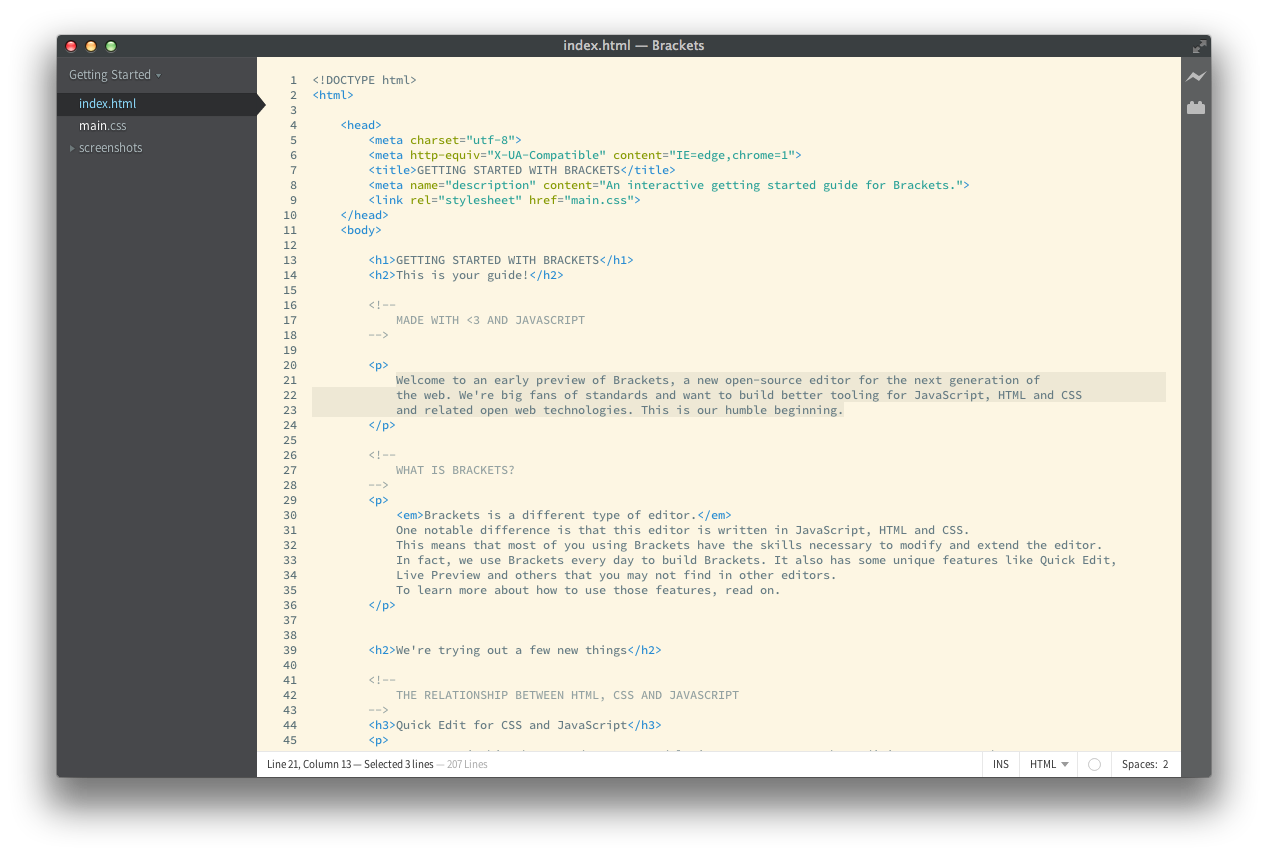 index.html — Brackets
Getting Started
index.html
main.css
screenshots
1 <!DOCTYPE html>
2 <html>
3
4     <head>
5         <meta charset="utf-8">
6         <meta http-equiv="X-UA-Compatible" content="IE=edge,chrome=1">
7         <title>GETTING STARTED WITH BRACKETS</title>
8         <meta name="description" content="An interactive getting started guide for Brackets.">
9         <link rel="stylesheet" href="main.css">
10     </head>
11     <body>
12
13         <h1>GETTING STARTED WITH BRACKETS</h1>
14         <h2>This is your guide!</h2>
15
16         <!--
17             MADE WITH <3 AND JAVASCRIPT
18         -->
19
20         <p>
21             Welcome to an early preview of Brackets, a new open-source editor for the next generation of
22             the web. We're big fans of standards and want to build better tooling for JavaScript, HTML and CSS
23             and related open web technologies. This is our humble beginning.
24         </p>
25
26         <!--
27             WHAT IS BRACKETS?
28         -->
29         <p>
30             <em>Brackets is a different type of editor.</em>
31             One notable difference is that this editor is written in JavaScript, HTML and CSS.
32             This means that most of you using Brackets have the skills necessary to modify and extend the editor.
33             In fact, we use Brackets every day to build Brackets. It also has some unique features like Quick Edit,
34             Live Preview and others that you may not find in other editors.
35             To learn more about how to use those features, read on.
36         </p>
37
38
39         <h2>We're trying out a few new things</h2>
40
41         <!--
42             THE RELATIONSHIP BETWEEN HTML, CSS AND JAVASCRIPT
43         -->
44         <h3>Quick Edit for CSS and JavaScript</h3>
45         <p>
Line 21, Column 13 — Selected 3 lines — 207 Lines
INS
HTML
Spaces: 2